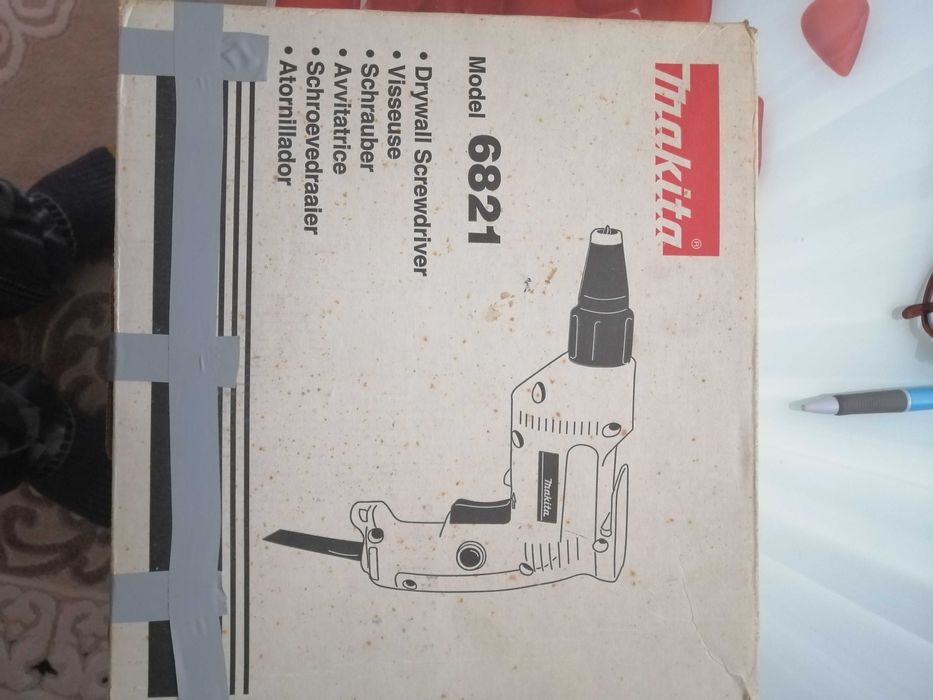 makita®
Model 6821
• Drywall Screwdriver
• Visseuse
• Schrauber
• Avvitatrice
• Schroevedraaier
• Atornillador
makita